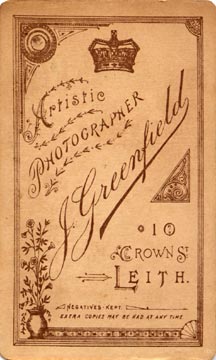 Artistic
PHOTOGRAPHER
J. Greenfield
10
CROWN ST
LEITH.
NEGATIVES KEPT.
EXTRA COPIES MAY BE HAD AT ANY TIME